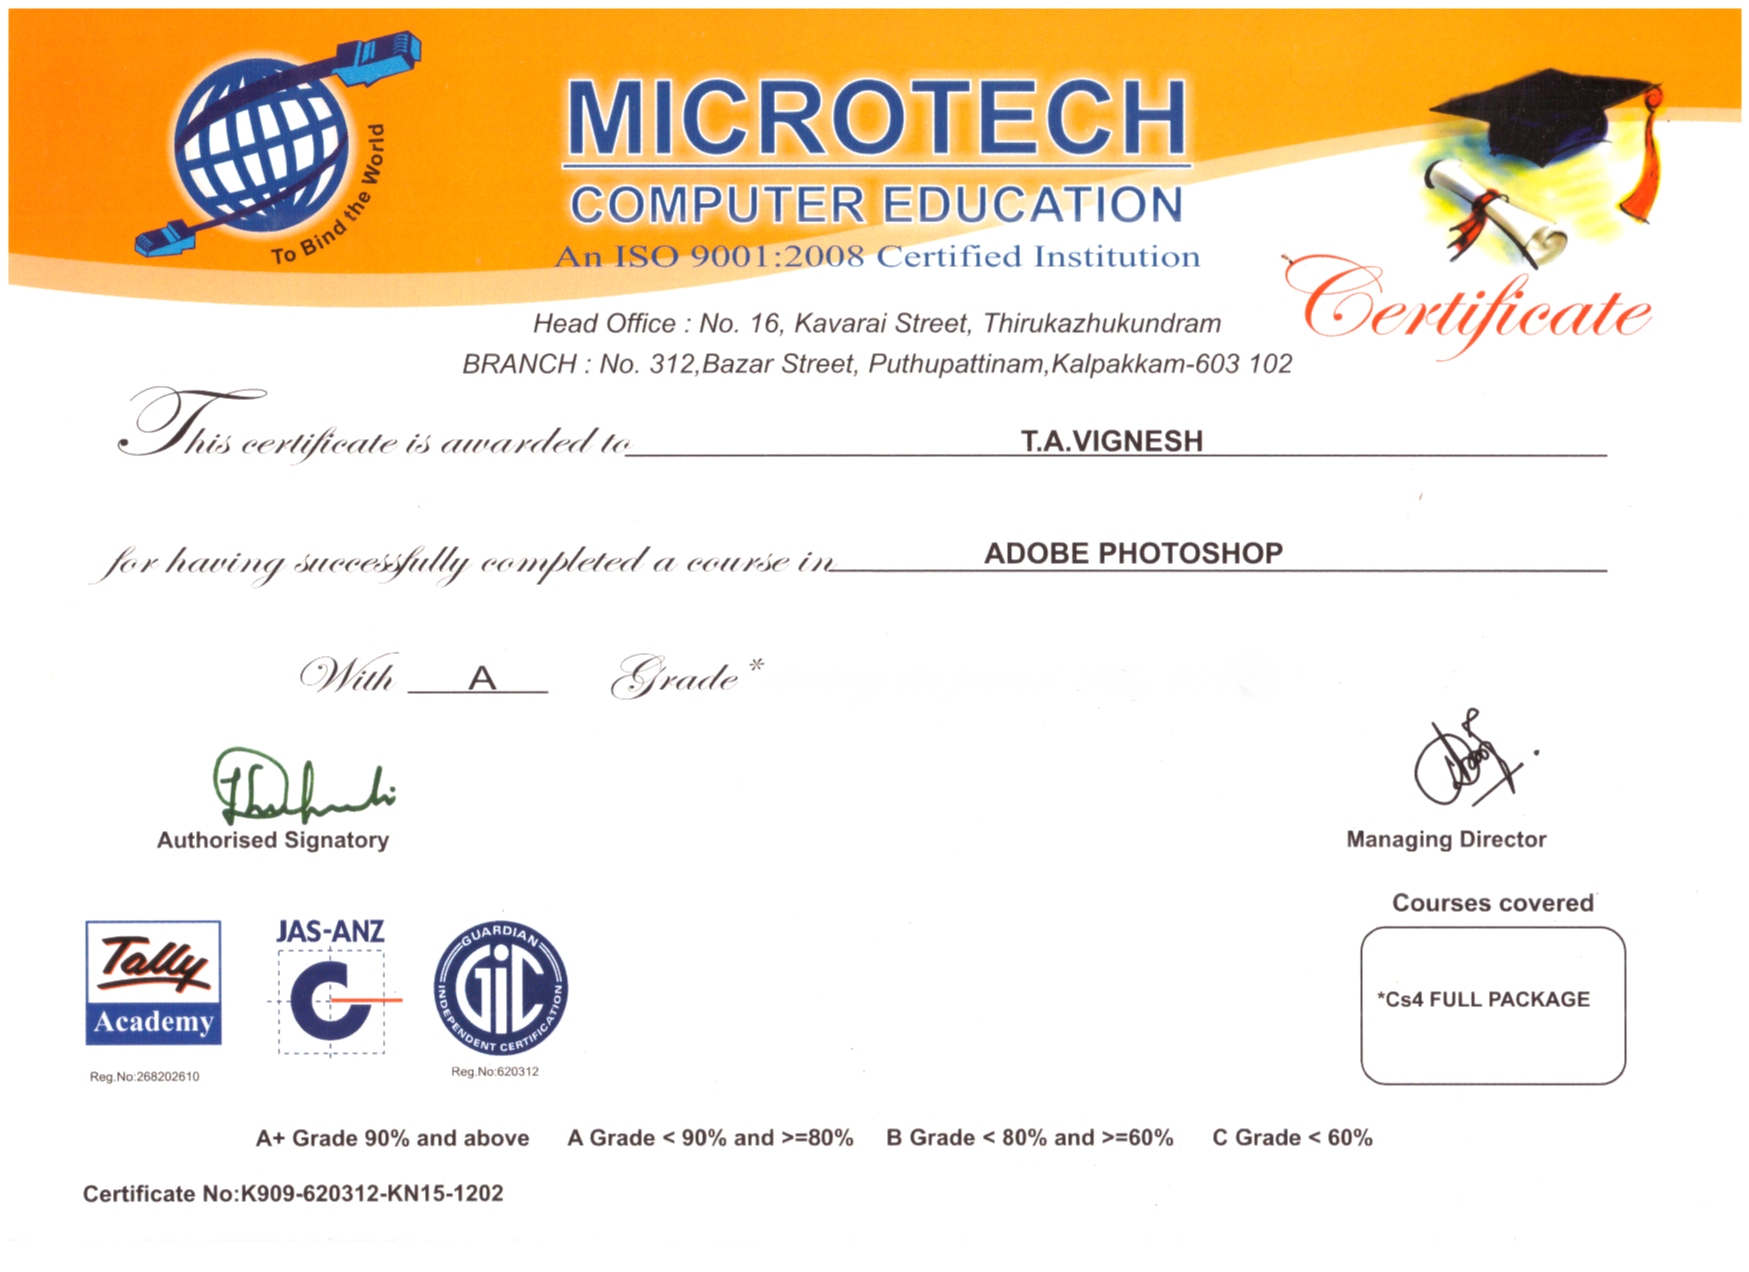 To Bind the World
MICROTECH
COMPUTER EDUCATION
An ISO 9001:2008 Certified Institution
Certificate
Head Office : No. 16, Kavarai Street, Thirukazhukundram
BRANCH : No. 312,Bazar Street, Puthupattinam,Kalpakkam-603 102
This certificate is awarded to T.A.VIGNESH
for having successfully completed a course in ADOBE PHOTOSHOP
With A Grade*
Authorised Signatory
Managing Director
Courses covered
*Cs4 FULL PACKAGE
Tally
Academy
Reg.No:268202610
JAS-ANZ
C
GUARDIAN
GIC
INDEPENDENT CERTIFICATION
Reg.No:620312
A+ Grade 90% and above A Grade < 90% and >=80% B Grade < 80% and >=60% C Grade < 60%
Certificate No:K909-620312-KN15-1202